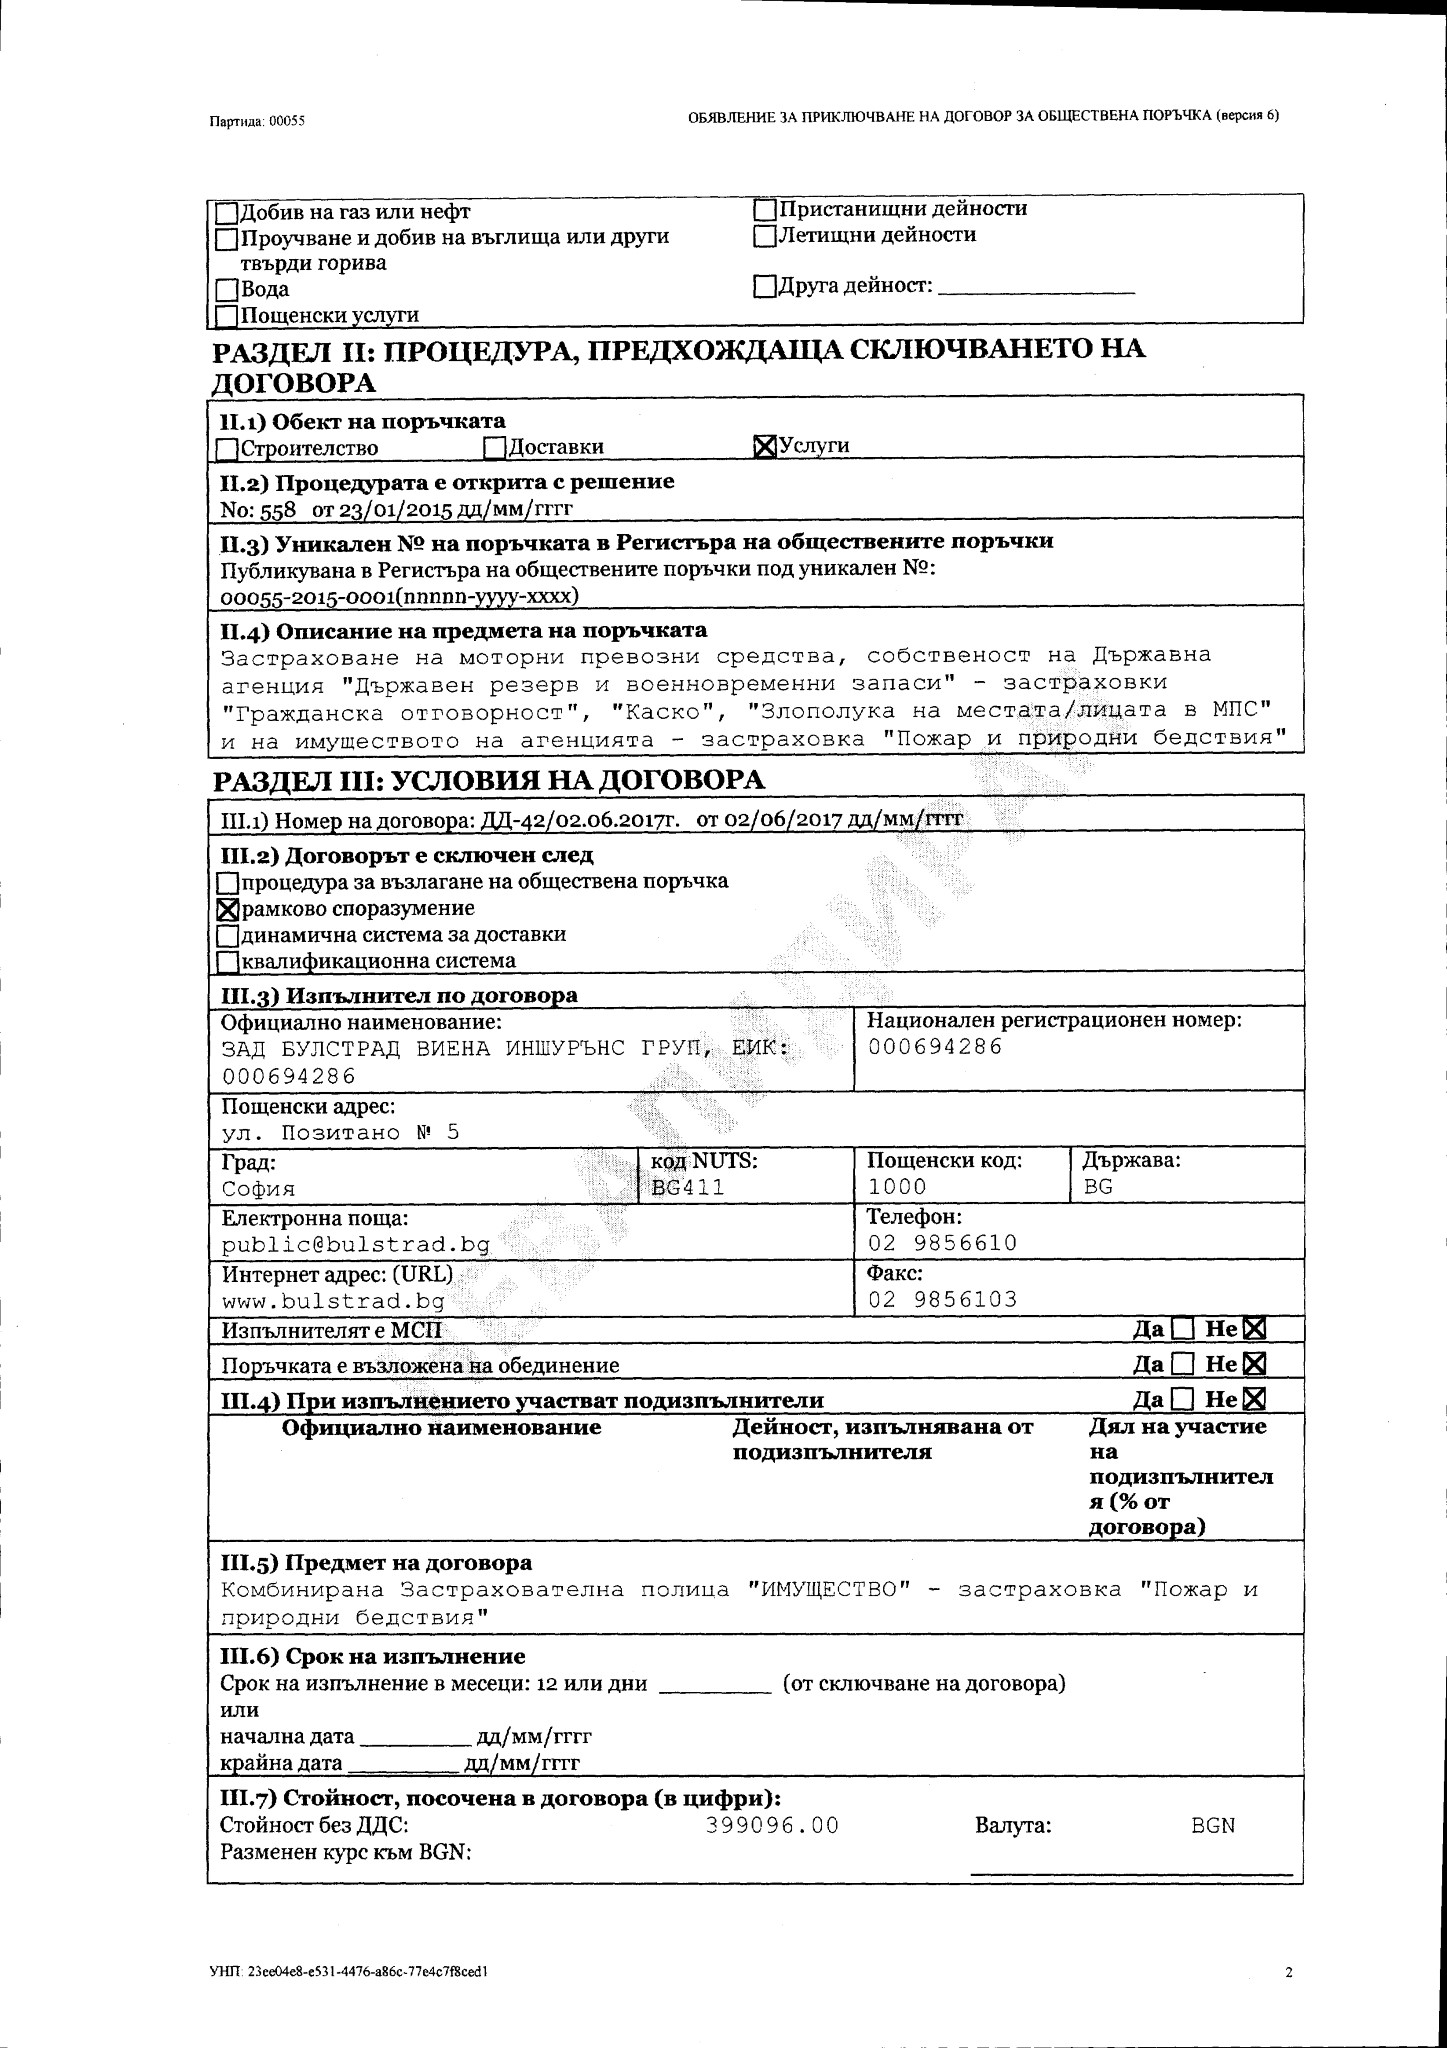 Партида: 00055
ОБЯВЛЕНИЕ ЗА ПРИКЛЮЧВАНЕ НА ДОГОВОР ЗА ОБЩЕСТВЕНА ПОРЪЧКА (версия 6)
Добив на газ или нефт
Пристанищни дейности
Проучване и добив на въглища или други
твърди горива
Летищни дейности
Вода
Друга дейност: ____________
Пощенски услуги
РАЗДЕЛ II: ПРОЦЕДУРА, ПРЕДХОЖДАЩА СКЛЮЧВАНЕТО НА
ДОГОВОРА
II.1) Обект на поръчката
Строителство Доставки Услуги
II.2) Процедурата е открита с решение
No: 558 от 23/01/2015 дд/мм/гггг
II.3) Уникален № на поръчката в Регистъра на обществените поръчки
Публикувана в Регистъра на обществените поръчки под уникален №:
00055-2015-0001(nnnnn-yyyy-xxxx)
II.4) Описание на предмета на поръчката
Застраховане на моторни превозни средства, собственост на Държавна
агенция "Държавен резерв и военновременни запаси" - застраховки
"Гражданска отговорност", "Каско", "Злополука на местата/лицата в МПС"
и на имуществото на агенцията - застраховка "Пожар и природни бедствия"
РАЗДЕЛ III: УСЛОВИЯ НА ДОГОВОРА
III.1) Номер на договора: ДД-42/02.06.2017г. от 02/06/2017 дд/мм/гггг
III.2) Договорът е сключен след
процедура за възлагане на обществена поръчка
рамково споразумение
динамична система за доставки
квалификационна система
III.3) Изпълнител по договора
Официално наименование:
ЗАД БУЛСТРАД ВИЕНА ИНШУРЪНС ГРУП, ЕИК:
000694286
Национален регистрационен номер:
000694286
Пощенски адрес:
ул. Позитано № 5
Град:
София
код NUTS:
BG411
Пощенски код:
1000
Държава:
BG
Електронна поща:
public@bulstrad.bg
Телефон:
02 9856610
Интернет адрес: (URL)
www.bulstrad.bg
Факс:
02 9856103
Изпълнителят е МСП Да Не
Поръчката е възложена на обединение Да Не
III.4) При изпълнението участват подизпълнители Да Не
Официално наименование
Дейност, изпълнявана от
подизпълнителя
Дял на участие
на
подизпълнител
я (% от
договора)
III.5) Предмет на договора
Комбинирана Застрахователна полица "ИМУЩЕСТВО" - застраховка "Пожар и
природни бедствия"
III.6) Срок на изпълнение
Срок на изпълнение в месеци: 12 или дни ________ (от сключване на договора)
или
начална дата ________ дд/мм/гггг
крайна дата ________ дд/мм/гггг
III.7) Стойност, посочена в договора (в цифри):
Стойност без ДДС: 399096.00 Валута: BGN
Разменен курс към BGN: ________
УНП: 23ee04e8-e531-4476-a86c-77e4c7f8ced1
2